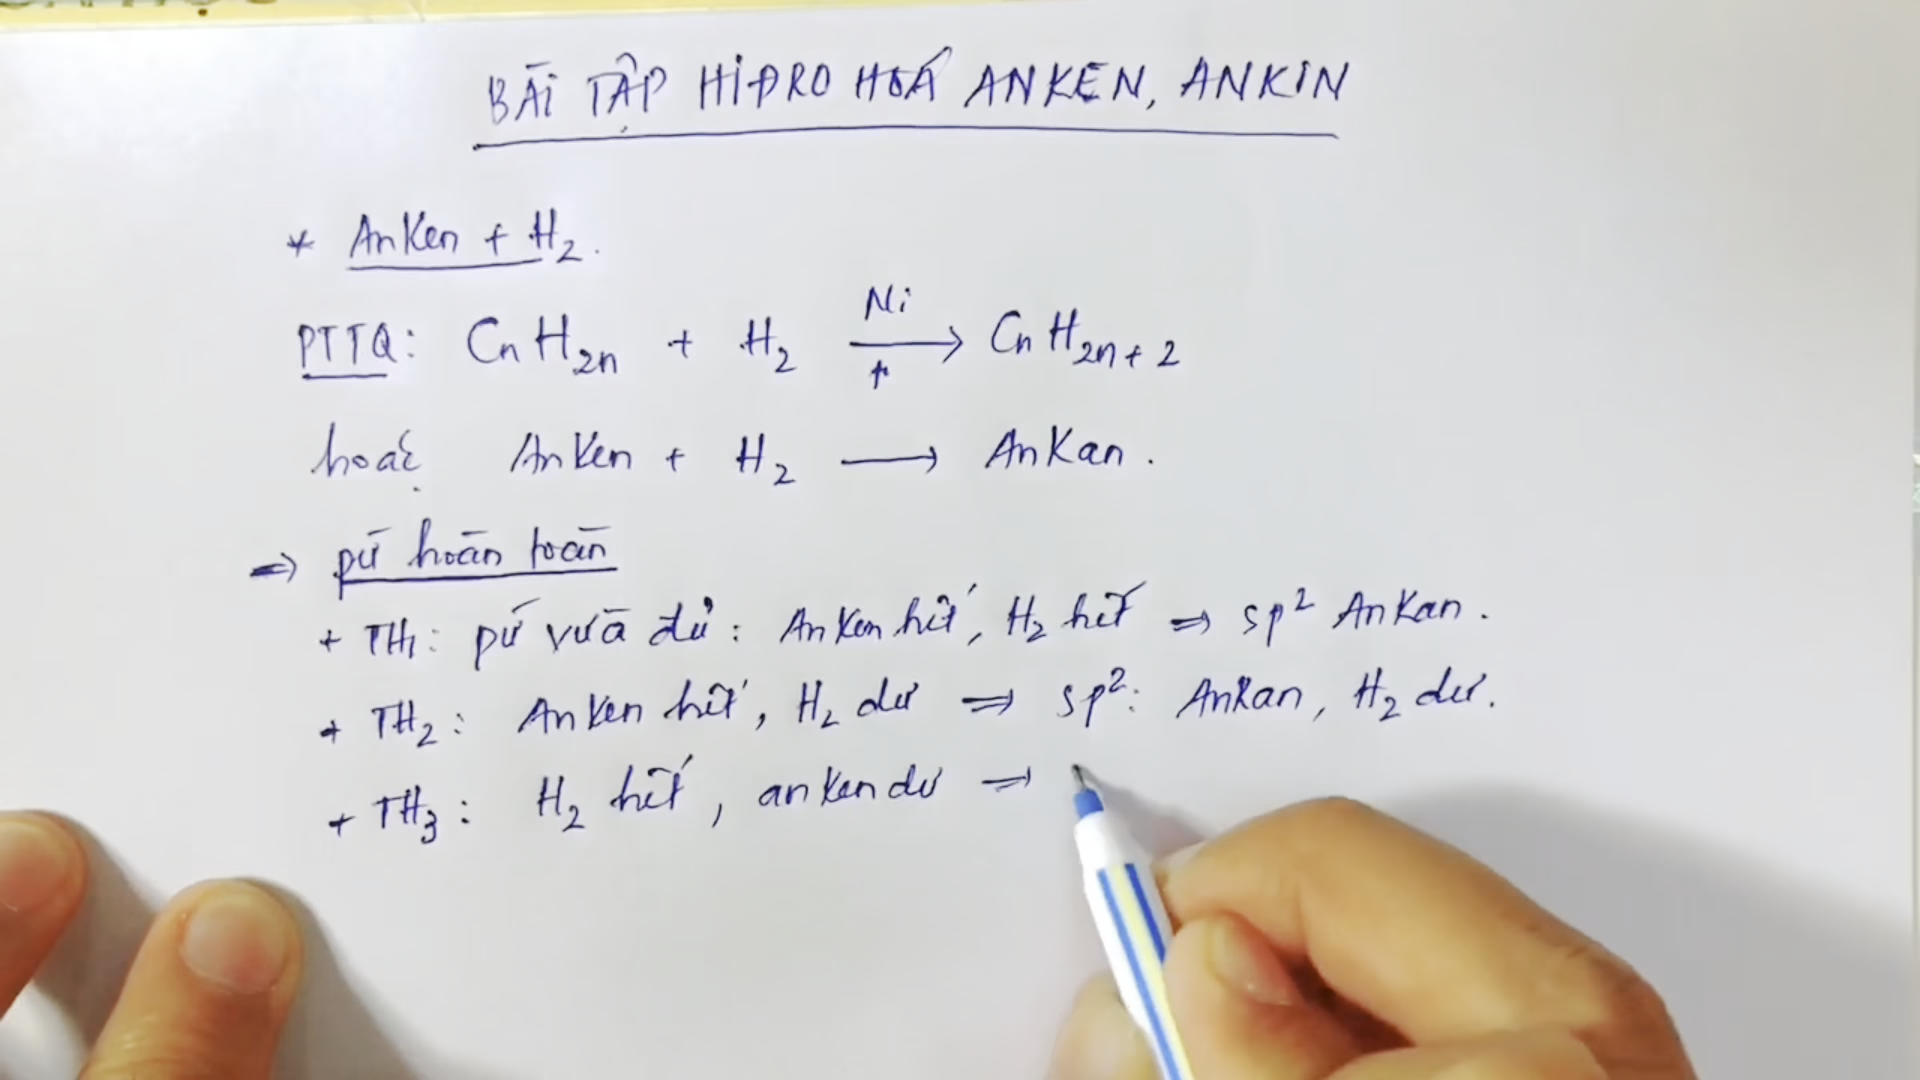 BÀI TẬP HIĐRO HOÁ ANKEN, ANKIN
* Anken + H₂.
PTTQ: CnH2n + H₂ Ni → CnH2n+2
hoặc Anken + H₂ → Ankan.
⇒ pứ hoàn toàn
+ TH₁: pứ vừa đủ: Anken hết, H₂ hết ⇒ sp² Ankan.
+ TH₂: Anken hết, H₂ dư ⇒ sp²: Ankan, H₂ dư.
+ TH₃: H₂ hết, anken dư ⇒